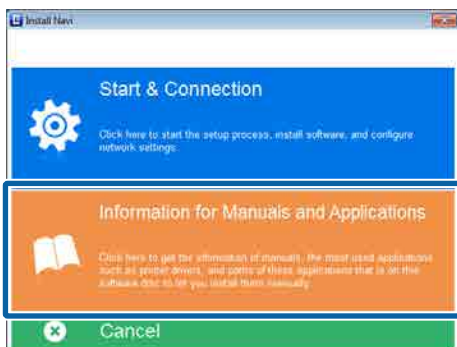 Install Navi
Start & Connection
Click here to start the setup process, install software, and configure
network settings.
Information for Manuals and Applications
Click here to get the information of manuals, the most used applications
such as printer drivers, and paths of these applications that is on this
software disc to let you install them manually.
Cancel